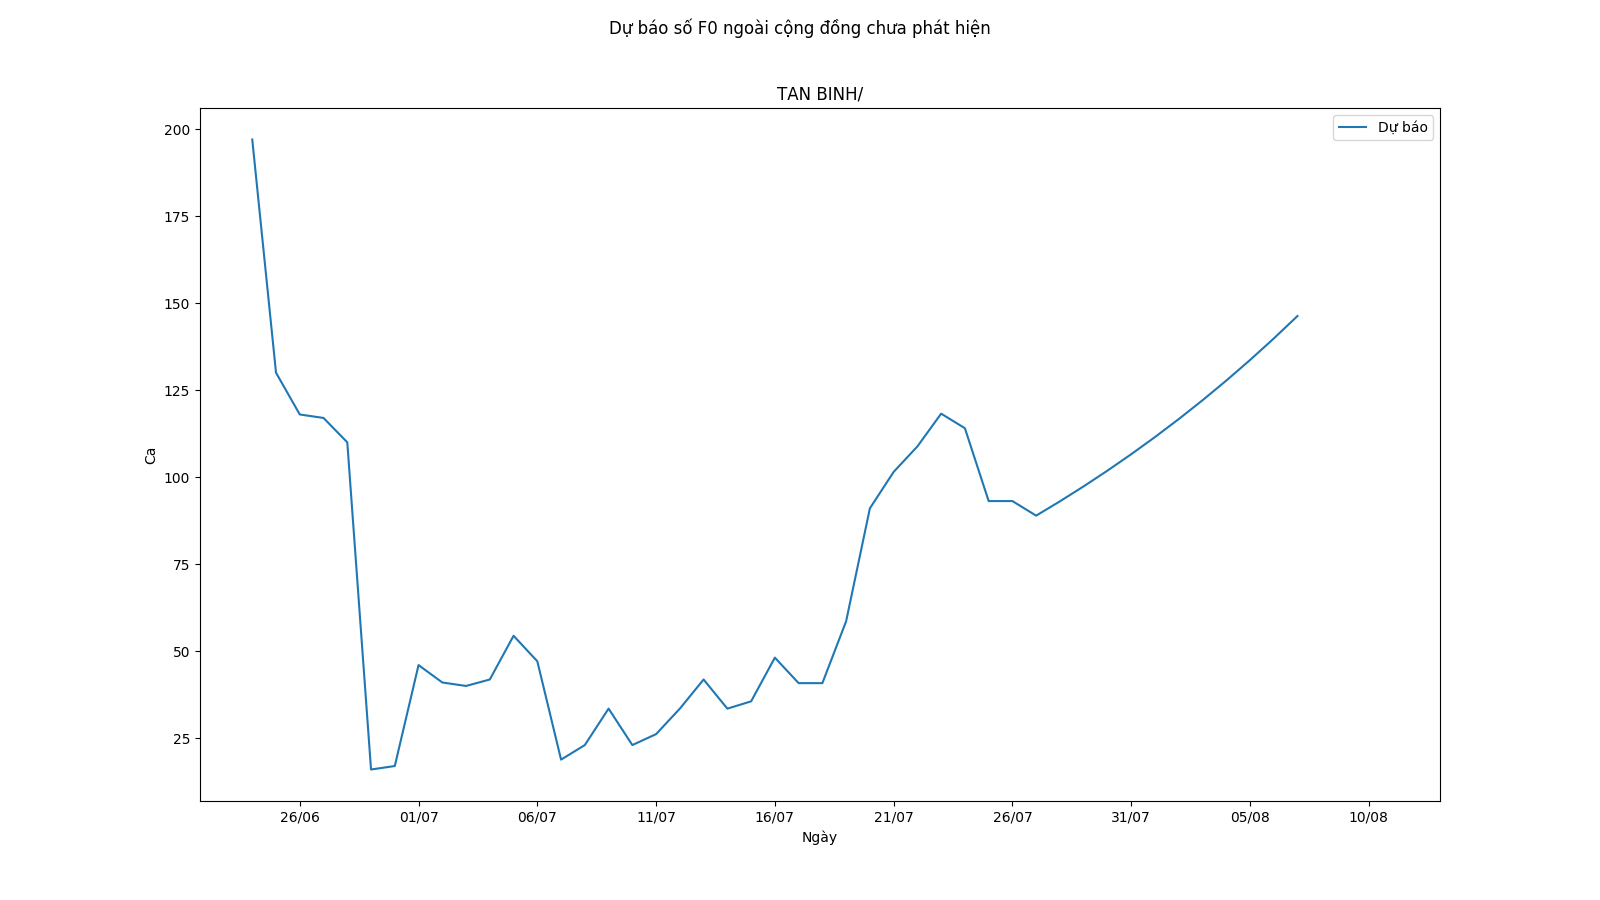 Dự báo số F0 ngoài cộng đồng chưa phát hiện
TAN BINH/
Dự báo
200
175
150
125
100
75
50
25
Ca
26/06 01/07 06/07 11/07 16/07 21/07 26/07 31/07 05/08 10/08
Ngày